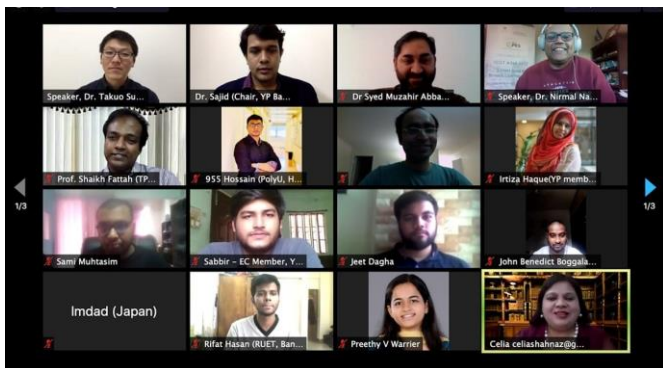 Speaker, Dr. Takuo Su...
Dr. Sajid (Chair, YP Ba...
Dr Syed Muzahir Abba...
Speaker, Dr. Nirmal Na...
Prof. Shaikh Fattah (TP...
955 Hossain (PolyU, H...
Irtiza Haque(YP memb...
1/3
1/3
Sami Muhtasim
Sabbir - EC Member, Y...
Jeet Dagha
John Benedict Boggala...
Imdad (Japan)
Rifat Hasan (RUET, Ban...
Preethy V Warrier
Celia celiashahnaz@g...